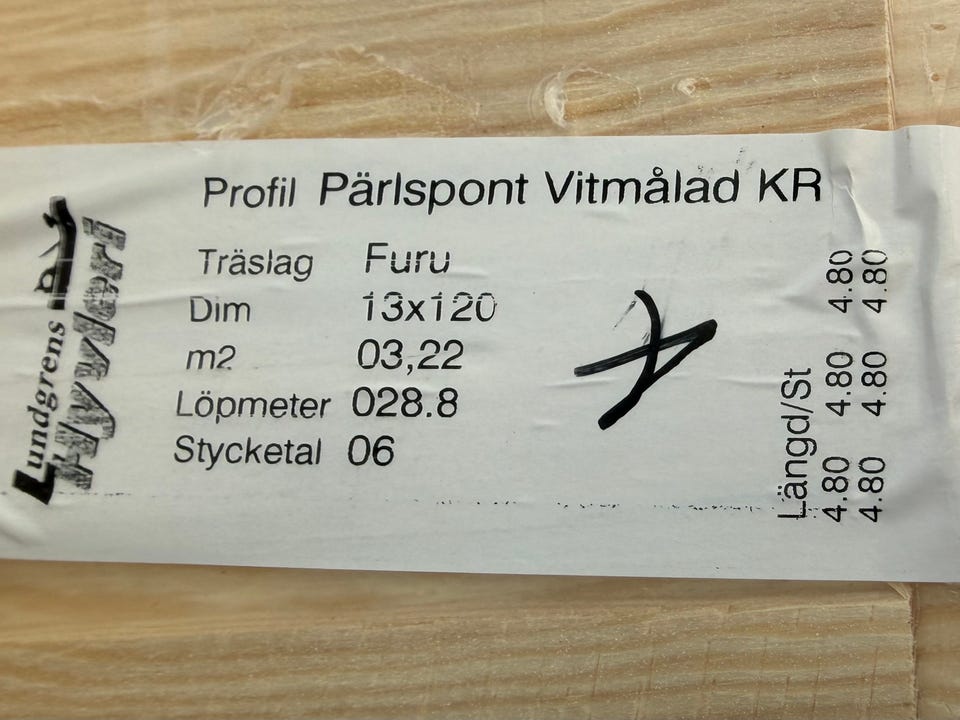 Lundgrens
Hyvleri
Profil Pärlspont Vitmålad KR
Träslag Furu
Dim 13x120
m2 03,22
Löpmeter 028.8
Stycketal 06
Längd/St
4.80 4.80 4.80
4.80 4.80 4.80